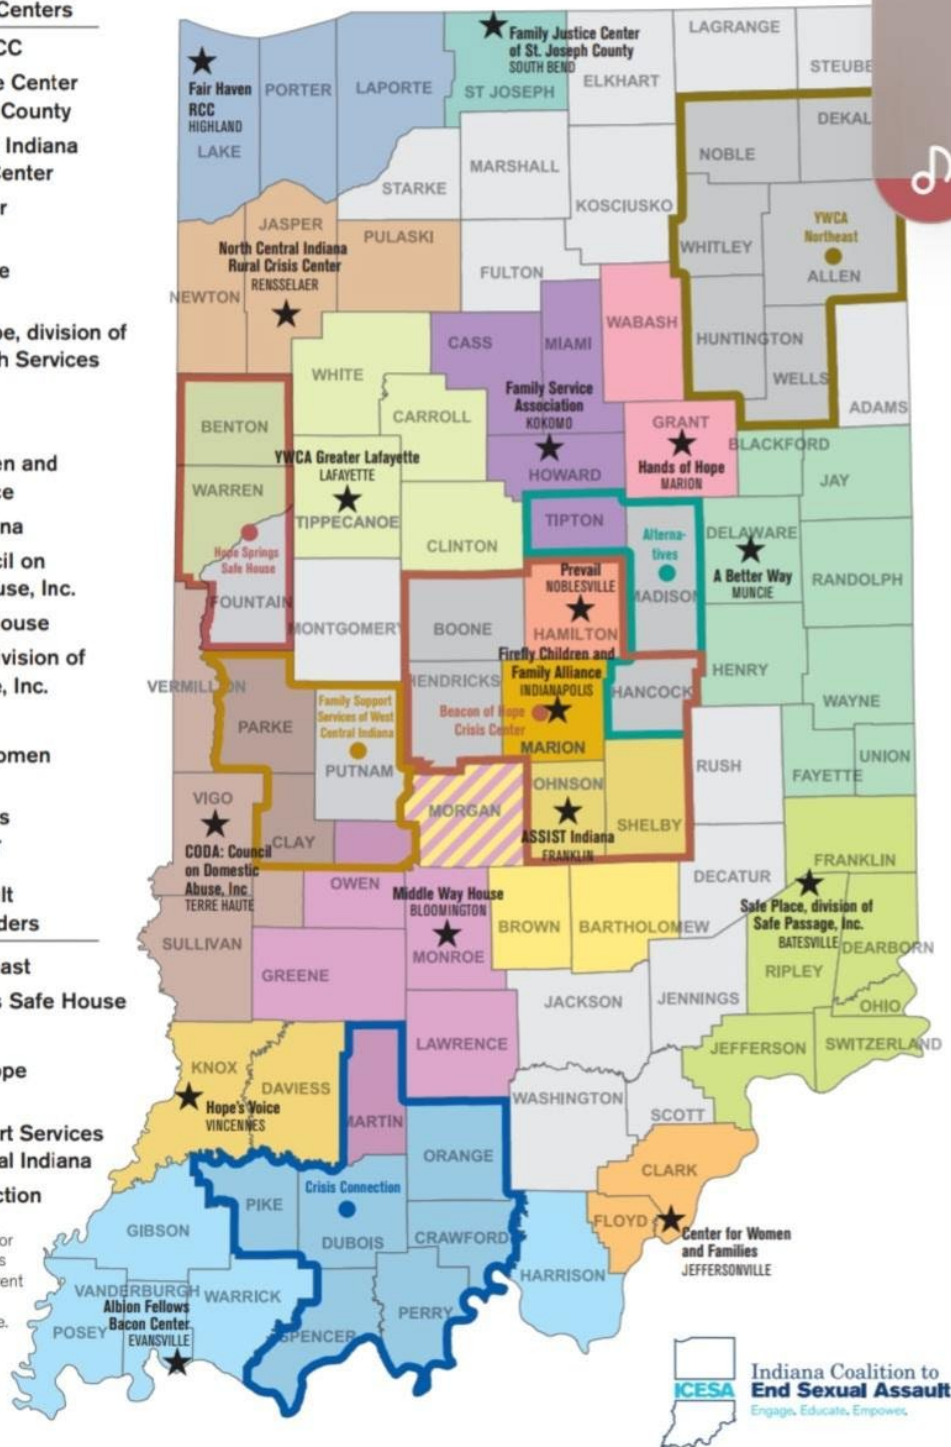 Centers
CC
e Center
County
Indiana
Center
r
e
pe, division of
h Services
en and
ce
na
cil on
use, Inc.
ouse
vision of
e, Inc.
omen
s
r
lt
ders
ast
s Safe House
ope
rt Services
al Indiana
ction
or
s
ent
e.
LAGRANGE
STEUBE
Family Justice Center
of St. Joseph County
SOUTH BEND
ST JOSEPH
ELKHART
Fair Haven
RCC
HIGHLAND
LAKE
PORTER
LAPORTE
DEKAL
NOBLE
MARSHALL
STARKE
KOSCIUSKO
JASPER
PULASKI
North Central Indiana
Rural Crisis Center
RENSSELAER
NEWTON
FULTON
WHITLEY
YWCA
Northeast
ALLEN
WABASH
HUNTINGTON
WELLS
ADAMS
CASS
MIAMI
WHITE
CARROLL
BENTON
Family Service
Association
KOKOMO
HOWARD
GRANT
Hands of Hope
MARION
BLACKFORD
JAY
YWCA Greater Lafayette
LAFAYETTE
TIPPECANOE
WARREN
CLINTON
TIPTON
Alterna-
tives
MADISON
DELAWARE
A Better Way
MUNCIE
RANDOLPH
Hope Springs
Safe House
FOUNTAIN
MONTGOMERY
BOONE
Prevail
NOBLESVILLE
HAMILTON
Firefly Children and
Family Alliance
INDIANAPOLIS
MARION
HENDRICKS
Beacon of Hope
Crisis Center
HANCOCK
HENRY
WAYNE
VERMILLION
PARKE
Family Support
Services of West
Central Indiana
PUTNAM
RUSH
FAYETTE
UNION
VIGO
CLAY
MORGAN
OHNSON
ASSIST Indiana
FRANKLIN
SHELBY
CODA: Council
on Domestic
Abuse, Inc
TERRE HAUTE
OWEN
Middle Way House
BLOOMINGTON
MONROE
BROWN
BARTHOLOMEW
DECATUR
FRANKLIN
Safe Place, division of
Safe Passage, Inc.
BATESVILLE
DEARBORN
RIPLEY
OHIO
SULLIVAN
GREENE
JACKSON
JENNINGS
JEFFERSON
SWITZERLAND
LAWRENCE
KNOX
DAVIESS
Hope's Voice
VINCENNES
MARTIN
WASHINGTON
SCOTT
ORANGE
CLARK
PIKE
Crisis Connection
DUBOIS
CRAWFORD
FLOYD
Center for Women
and Families
JEFFERSONVILLE
GIBSON
HARRISON
VANDERBURGH
WARRICK
Albion Fellows
Bacon Center
EVANSVILLE
POSEY
SPENCER
PERRY
ICESA
Indiana Coalition to
End Sexual Assault
Engage. Educate. Empower.